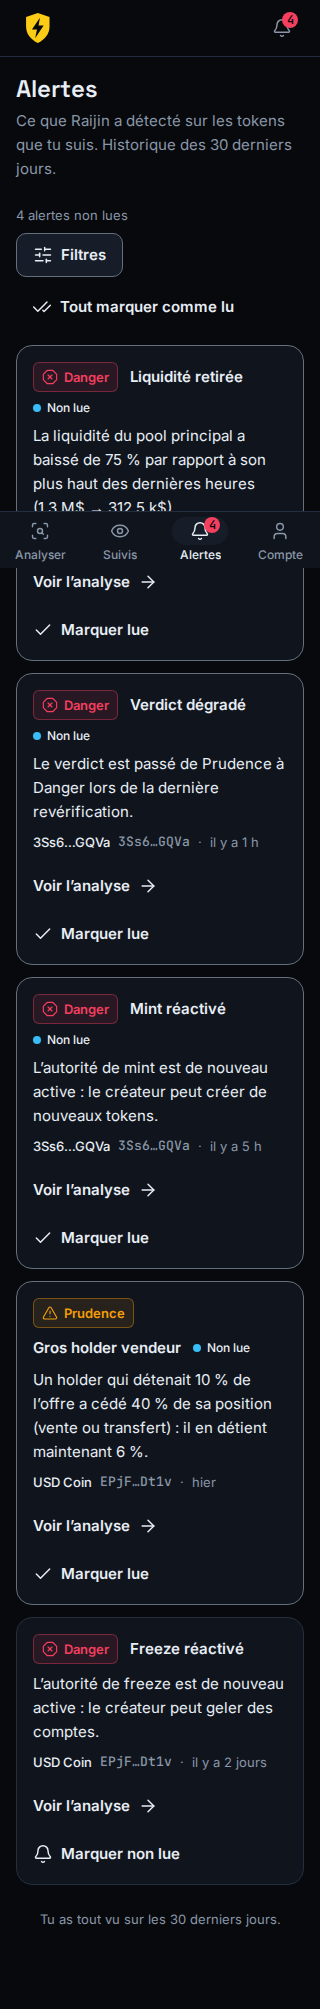 4
Alertes
Ce que Raijin a détecté sur les tokens
que tu suis. Historique des 30 derniers
jours.
4 alertes non lues
Filtres
Tout marquer comme lu
Danger Liquidité retirée
Non lue
La liquidité du pool principal a
baissé de 75 % par rapport à son
plus haut des dernières heures
(1,3 M$ → 312,5 k$)
4
Analyser Suivis Alertes Compte
Voir l’analyse →
Marquer lue
Danger Verdict dégradé
Non lue
Le verdict est passé de Prudence à
Danger lors de la dernière
revérification.
3Ss6…GQVa 3Ss6…GQVa · il y a 1 h
Voir l’analyse →
Marquer lue
Danger Mint réactivé
Non lue
L’autorité de mint est de nouveau
active : le créateur peut créer de
nouveaux tokens.
3Ss6…GQVa 3Ss6…GQVa · il y a 5 h
Voir l’analyse →
Marquer lue
Prudence
Gros holder vendeur Non lue
Un holder qui détenait 10 % de
l’offre a cédé 40 % de sa position
(vente ou transfert) : il en détient
maintenant 6 %.
USD Coin EPjF…Dt1v · hier
Voir l’analyse →
Marquer lue
Danger Freeze réactivé
L’autorité de freeze est de nouveau
active : le créateur peut geler des
comptes.
USD Coin EPjF…Dt1v · il y a 2 jours
Voir l’analyse →
Marquer non lue
Tu as tout vu sur les 30 derniers jours.